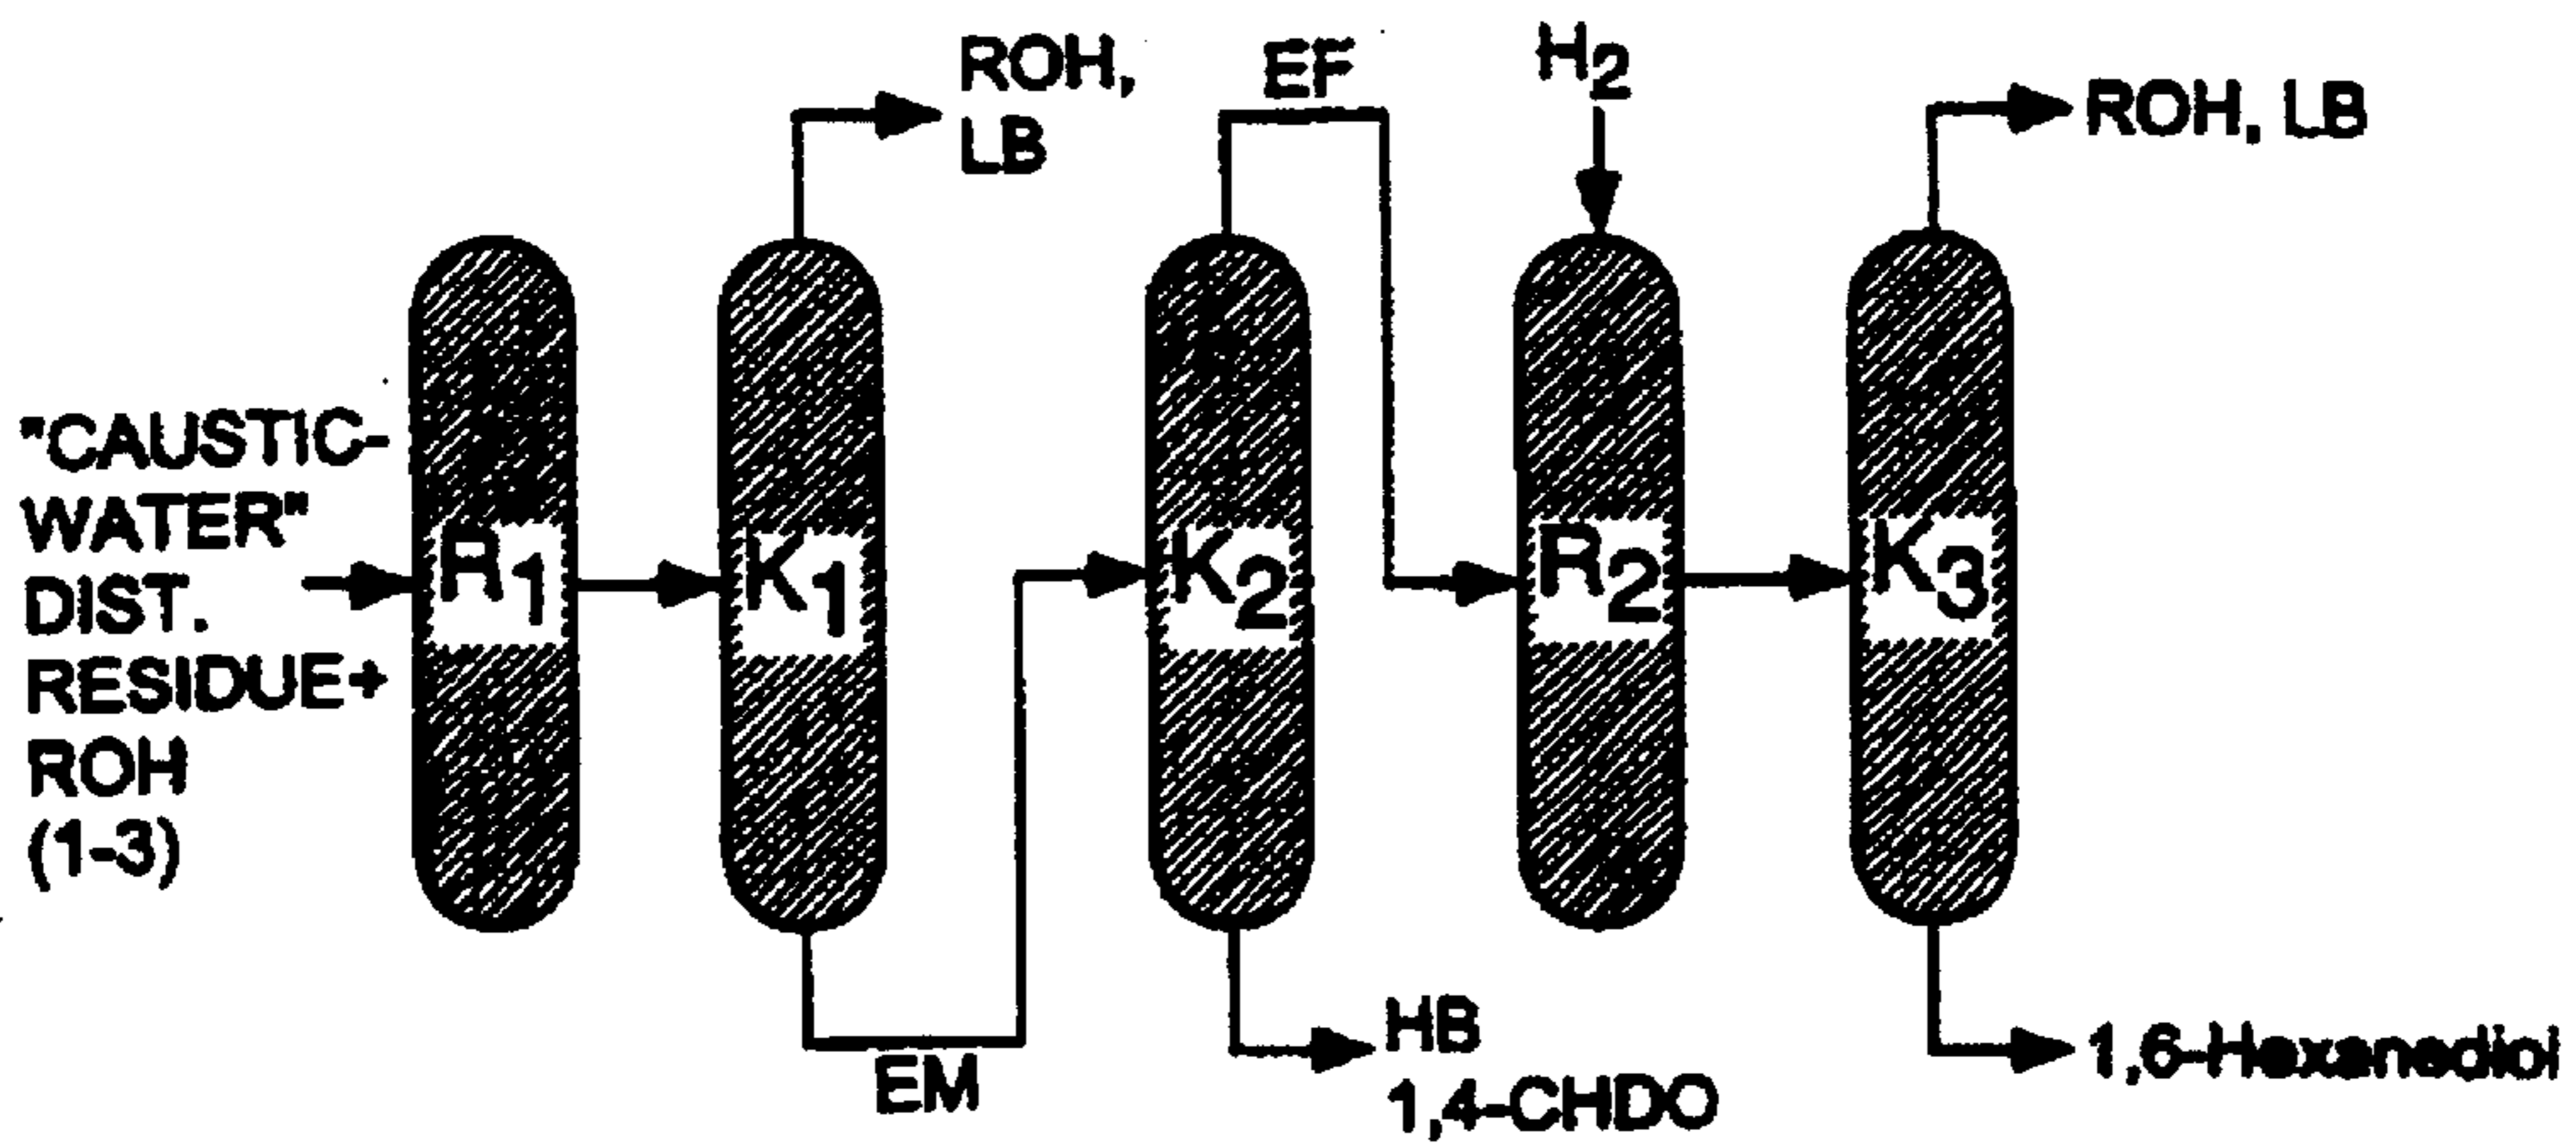 "CAUSTIC-
WATER"
DIST.
RESIDUE+
ROH
(1-3)
R1
ROH,
LB
K1
EM
EF
K2
HB
1,4-CHDO
H2
R2
ROH, LB
K3
1,6-Hexanediol